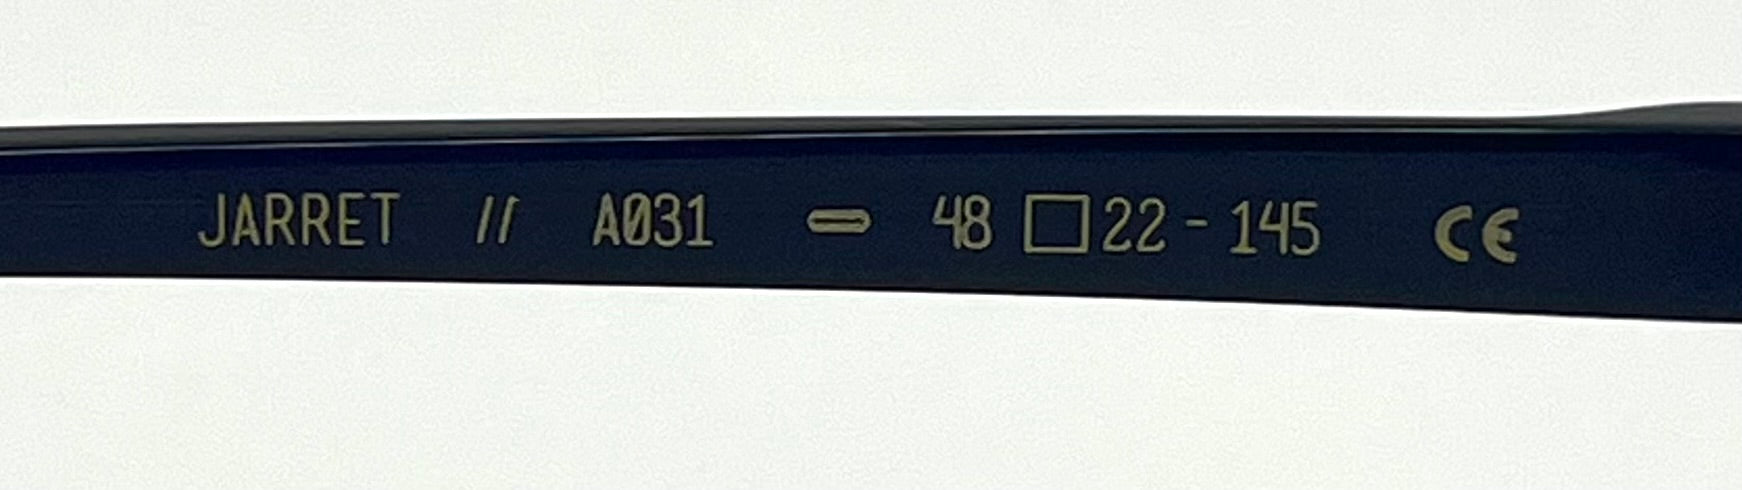 JARRET // A031 48 □ 22 - 145 CE